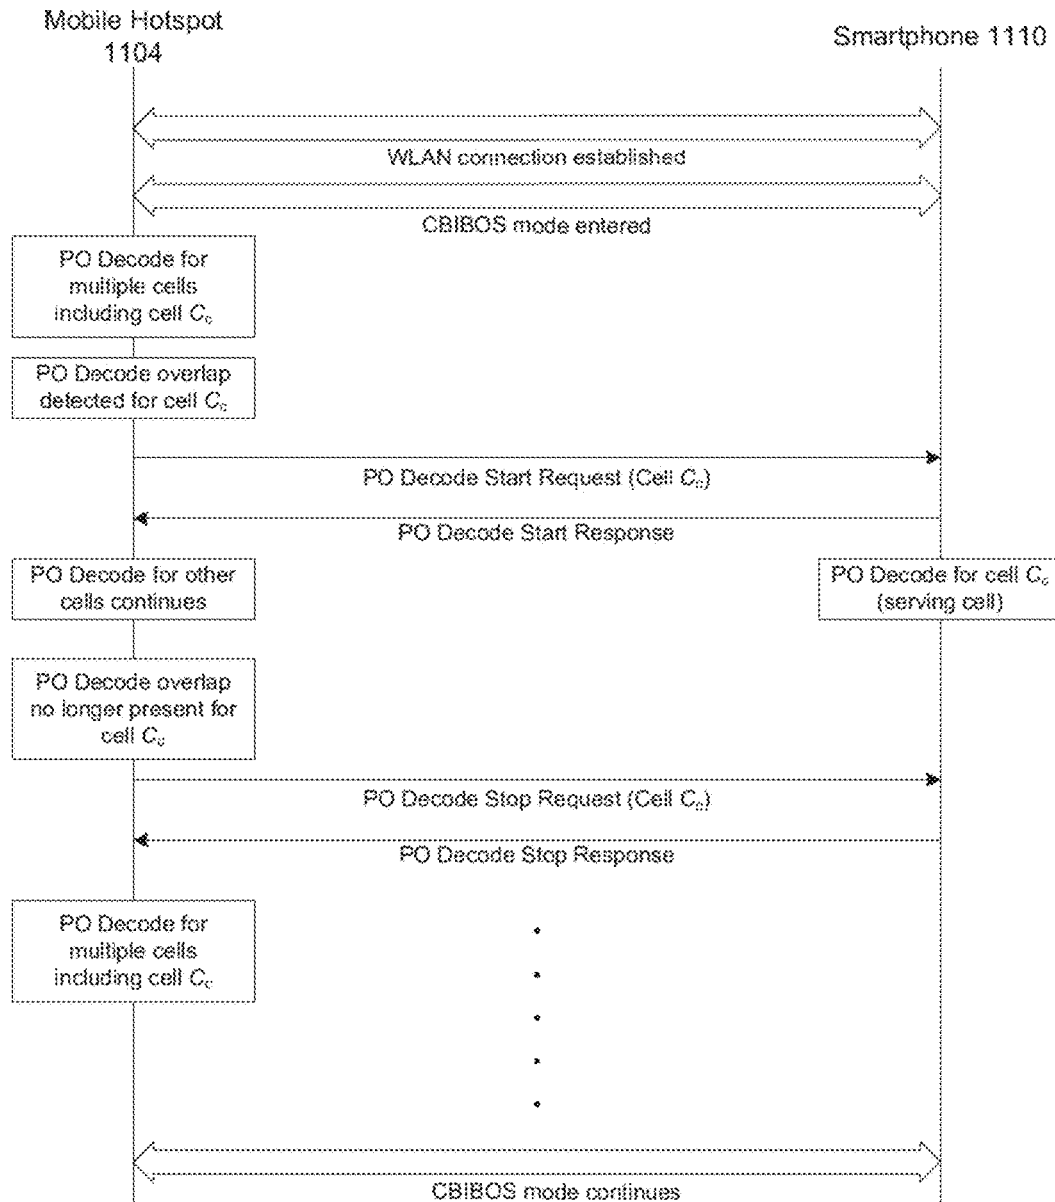 Mobile Hotspot
1104
Smartphone 1110
WLAN connection established
CBIBOS mode entered
PO Decode for
multiple cells
including cell Cc
PO Decode overlap
detected for cell Cc
PO Decode Start Request (Cell Cc)
PO Decode Start Response
PO Decode for other
cells continues
PO Decode for cell Cc
(serving cell)
PO Decode overlap
no longer present for
cell Cc
PO Decode Stop Request (Cell Cc)
PO Decode Stop Response
PO Decode for
multiple cells
including cell Cc
CBIBOS mode continues